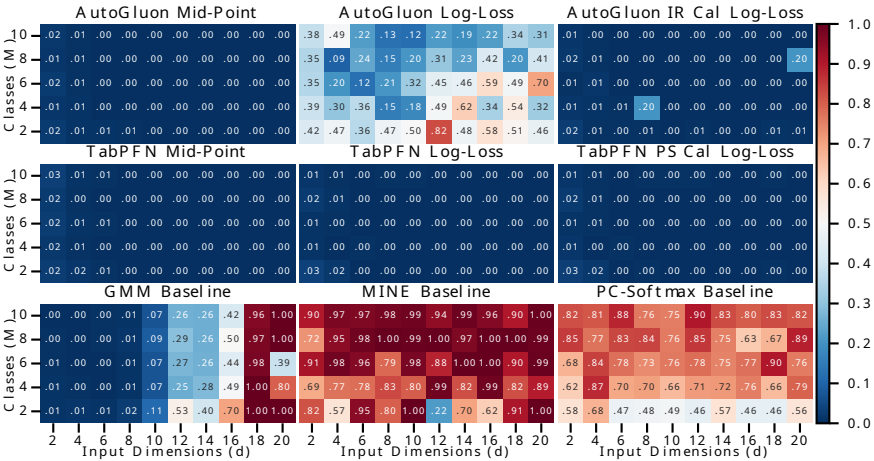 AutoGluon Mid-Point AutoGluon Log-Loss AutoGluon IR Cal Log-Loss 1.0
10 .02 .01 .00 .00 .00 .00 .00 .00 .00 .00 .38 .49 .22 .13 .12 .22 .19 .22 .34 .31 .01 .00 .00 .00 .00 .00 .00 .00 .00 .00
8 .01 .01 .00 .00 .00 .00 .00 .00 .00 .00 .35 .09 .24 .15 .20 .31 .23 .42 .20 .41 .01 .00 .00 .00 .00 .00 .00 .00 .00 .20
6 .01 .01 .00 .00 .00 .00 .00 .00 .00 .00 .35 .20 .12 .21 .32 .45 .46 .59 .49 .70 .01 .00 .00 .00 .00 .00 .00 .00 .00 .00
4 .01 .01 .00 .00 .00 .00 .00 .00 .00 .00 .39 .30 .36 .15 .18 .49 .62 .34 .54 .32 .01 .01 .01 .20 .00 .00 .00 .00 .00 .00
2 .02 .01 .01 .01 .00 .00 .00 .00 .00 .00 .42 .47 .36 .47 .50 .82 .48 .58 .51 .46 .02 .01 .01 .01 .00 .01 .00 .00 .01 .01
Classes (M)
0.9
0.8
0.7
TabPFN Mid-Point TabPFN Log-Loss TabPFN PS Cal Log-Loss
10 .03 .01 .01 .00 .00 .00 .00 .00 .00 .00 .01 .01 .00 .00 .00 .00 .00 .00 .00 .00 .01 .01 .00 .00 .00 .00 .00 .00 .00 .00
8 .02 .00 .00 .00 .00 .00 .00 .00 .00 .00 .02 .01 .00 .00 .00 .00 .00 .00 .00 .00 .02 .01 .00 .00 .00 .00 .00 .00 .00 .00
6 .01 .00 .00 .00 .00 .00 .00 .00 .00 .00 .01 .01 .00 .00 .00 .00 .00 .00 .00 .00 .01 .00 .00 .00 .00 .00 .00 .00 .00 .00
4 .01 .00 .00 .00 .00 .00 .00 .00 .00 .00 .01 .00 .00 .00 .00 .00 .00 .00 .00 .00 .01 .00 .00 .00 .00 .00 .00 .00 .00 .00
2 .02 .02 .01 .00 .00 .00 .00 .00 .00 .00 .03 .02 .00 .00 .00 .00 .00 .00 .00 .00 .03 .02 .01 .00 .00 .00 .00 .00 .00 .00
Classes (M)
0.6
0.5
0.4
GMM Baseline MINE Baseline PC-Softmax Baseline
10 .00 .00 .00 .01 .07 .26 .26 .42 .96 1.00 .90 .97 .97 .98 .99 .94 .99 .96 .90 1.00 .82 .81 .88 .76 .75 .90 .83 .83 .80 .82
8 .00 .00 .00 .01 .09 .29 .26 .50 .98 1.00 .72 .95 .98 1.00 .99 .98 .99 1.00 1.00 .99 .85 .77 .83 .84 .76 .82 .75 .63 .67 .89
6 .01 .00 .00 .01 .07 .26 .26 .44 .98 .39 .91 .98 .96 .79 .98 .88 1.00 1.00 .90 .99 .68 .84 .78 .73 .76 .78 .76 .77 .90 .76
4 .01 .00 .00 .01 .07 .25 .28 .49 1.00 .80 .69 .77 .78 .83 .80 .99 .82 .99 .82 .89 .62 .87 .70 .70 .66 .71 .72 .76 .66 .79
2 .01 .01 .01 .02 .11 .53 .40 .70 1.00 1.00 .82 .57 .95 .80 1.00 .22 .70 .62 .91 1.00 .58 .68 .47 .48 .49 .46 .57 .46 .46 .56
Classes (M)
0.3
0.2
0.1
0.0
2 4 6 8 10 12 14 16 18 20 2 4 6 8 10 12 14 16 18 20 2 4 6 8 10 12 14 16 18 20
Input Dimensions (d) Input Dimensions (d) Input Dimensions (d)